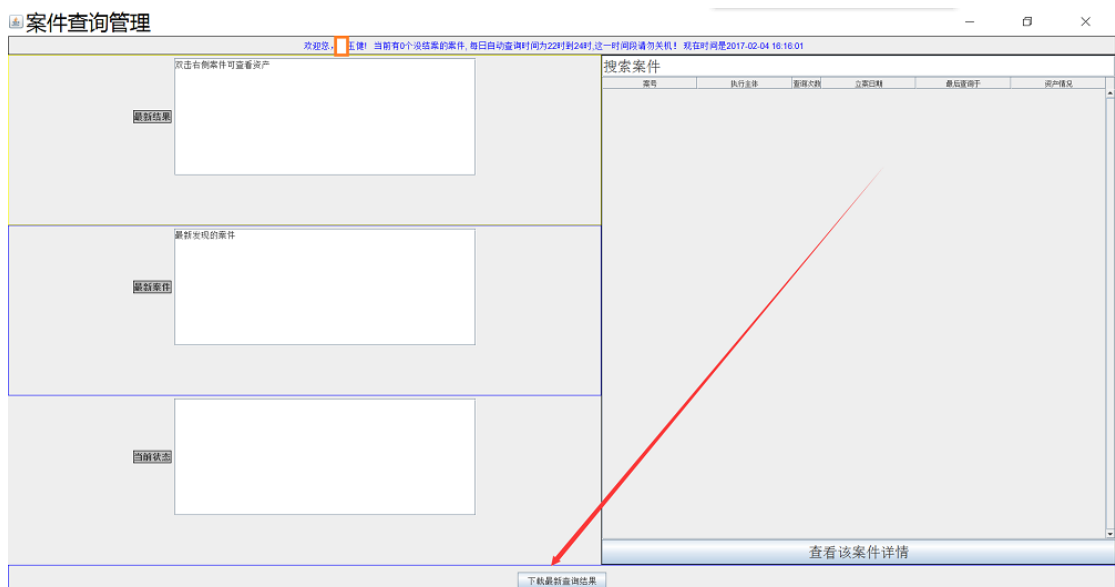 案件查询管理
欢迎您, 玉健! 当前有0个没结案的案件,每日自动查询时间为22时到24时,这一时间段请勿关机! 现在时间是2017-02-04 16:16:01
双击右侧案件可查看资产
最新结果
最新发现的案件
最新案件
当前状态
搜索案件
案号 执行主体 查询次数 立案日期 最后查询于 资产情况
查看该案件详情
下载最新查询结果